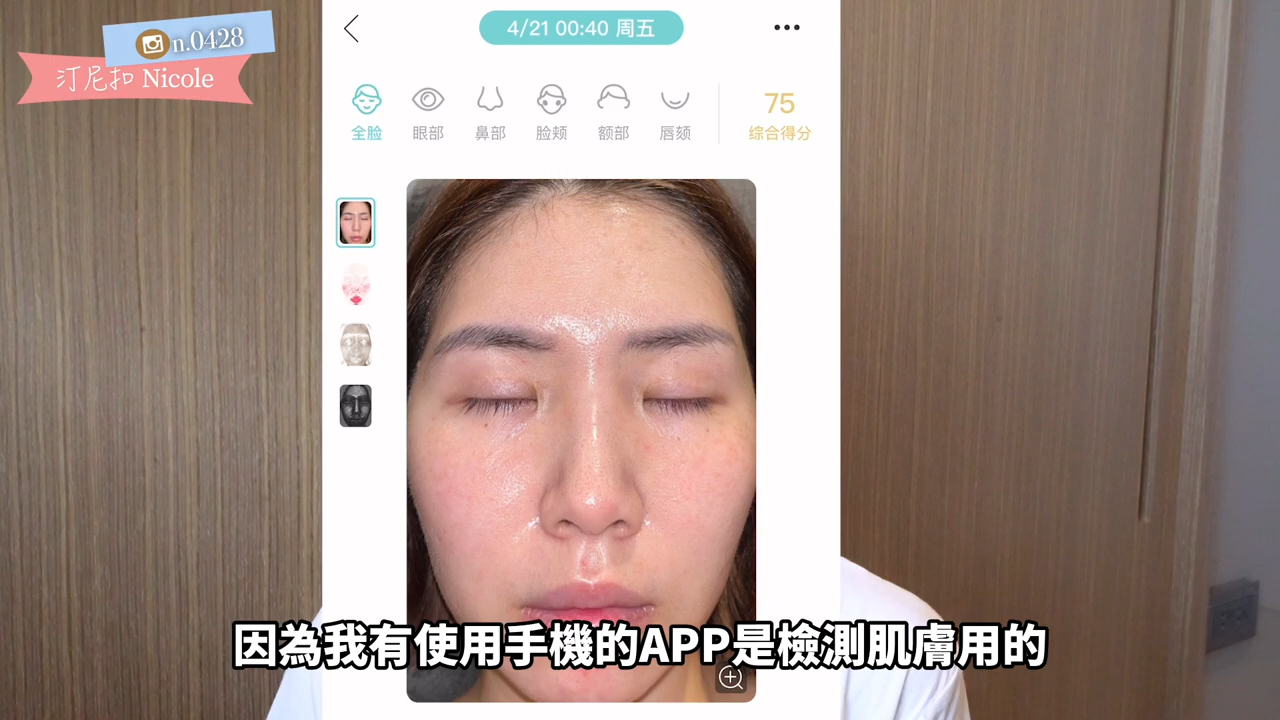 n.0428
汀尼扣 Nicole
4/21 00:40 周五
全脸 眼部 鼻部 脸颊 额部 唇颏
75
综合得分
因為我有使用手機的APP是檢測肌膚用的